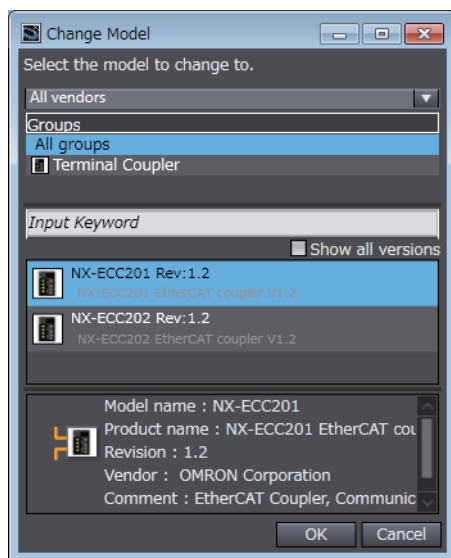 Change Model
Select the model to change to.
All vendors
Groups
All groups
Terminal Coupler
Input Keyword
Show all versions
NX-ECC201 Rev:1.2
NX-ECC201 EtherCAT coupler V1.2
NX-ECC202 Rev:1.2
NX-ECC202 EtherCAT coupler V1.2
Model name : NX-ECC201
Product name : NX-ECC201 EtherCAT cou
Revision : 1.2
Vendor : OMRON Corporation
Comment : EtherCAT Coupler, Communic
OK Cancel